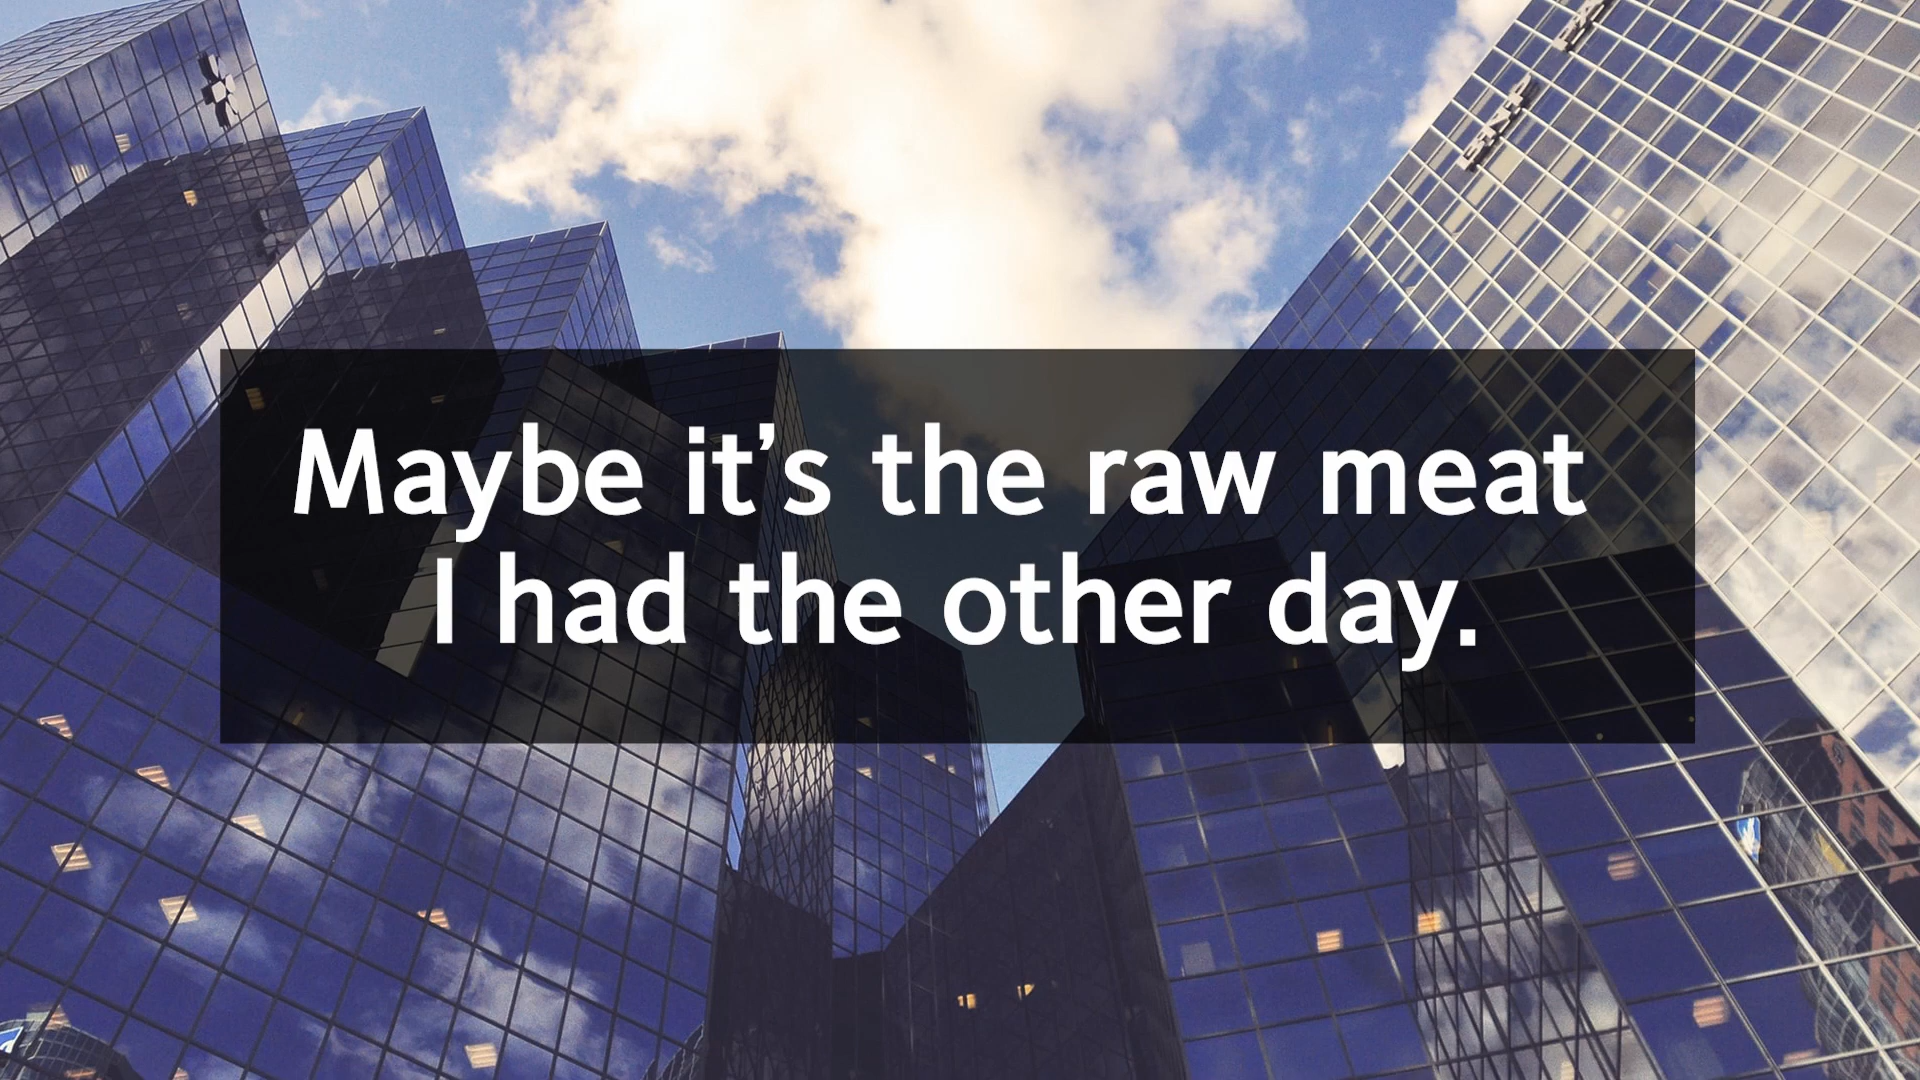 Maybe it’s the raw meat
I had the other day.